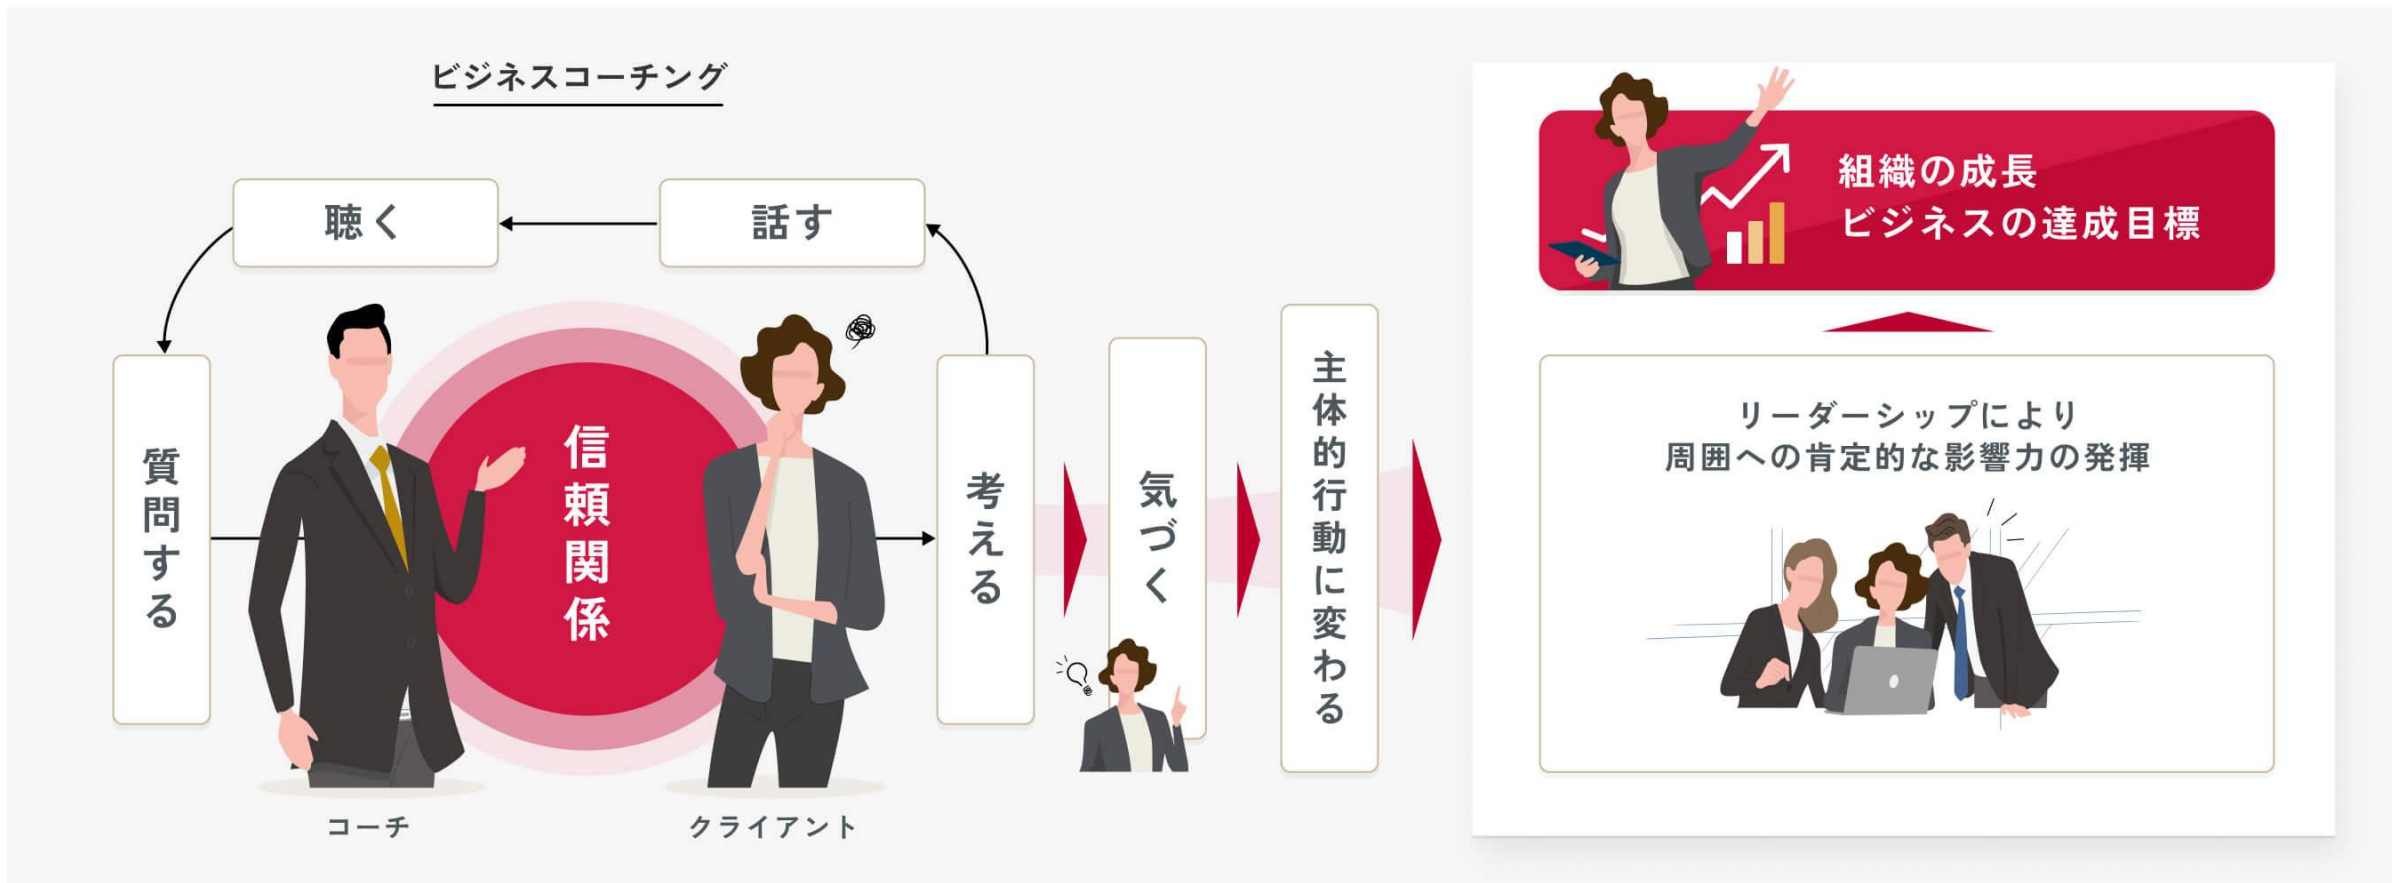 ビジネスコーチング
聴く
話す
質問する
信頼関係
考える
気づく
主体的行動に変わる
コーチ
クライアント
組織の成長
ビジネスの達成目標
リーダーシップにより
周囲への肯定的な影響力の発揮